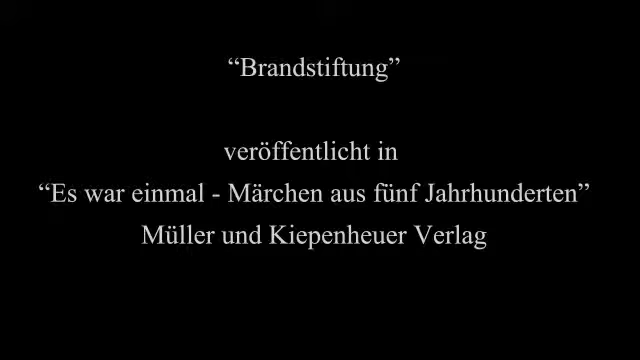 “Brandstiftung”
veröffentlicht in
“Es war einmal - Märchen aus fünf Jahrhunderten”
Müller und Kiepenheuer Verlag